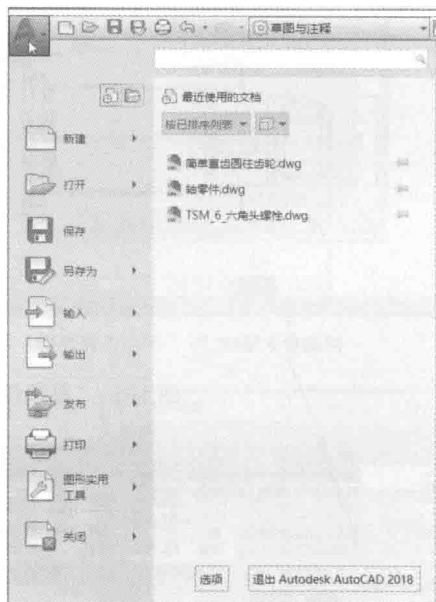 草图与注释
最近使用的文档
按已排序列表
简单直齿圆柱齿轮.dwg
轴零件.dwg
TSM_6_六角头螺栓.dwg
新建
打开
保存
另存为
输入
输出
发布
打印
图形实用
工具
关闭
选项
退出 Autodesk AutoCAD 2018